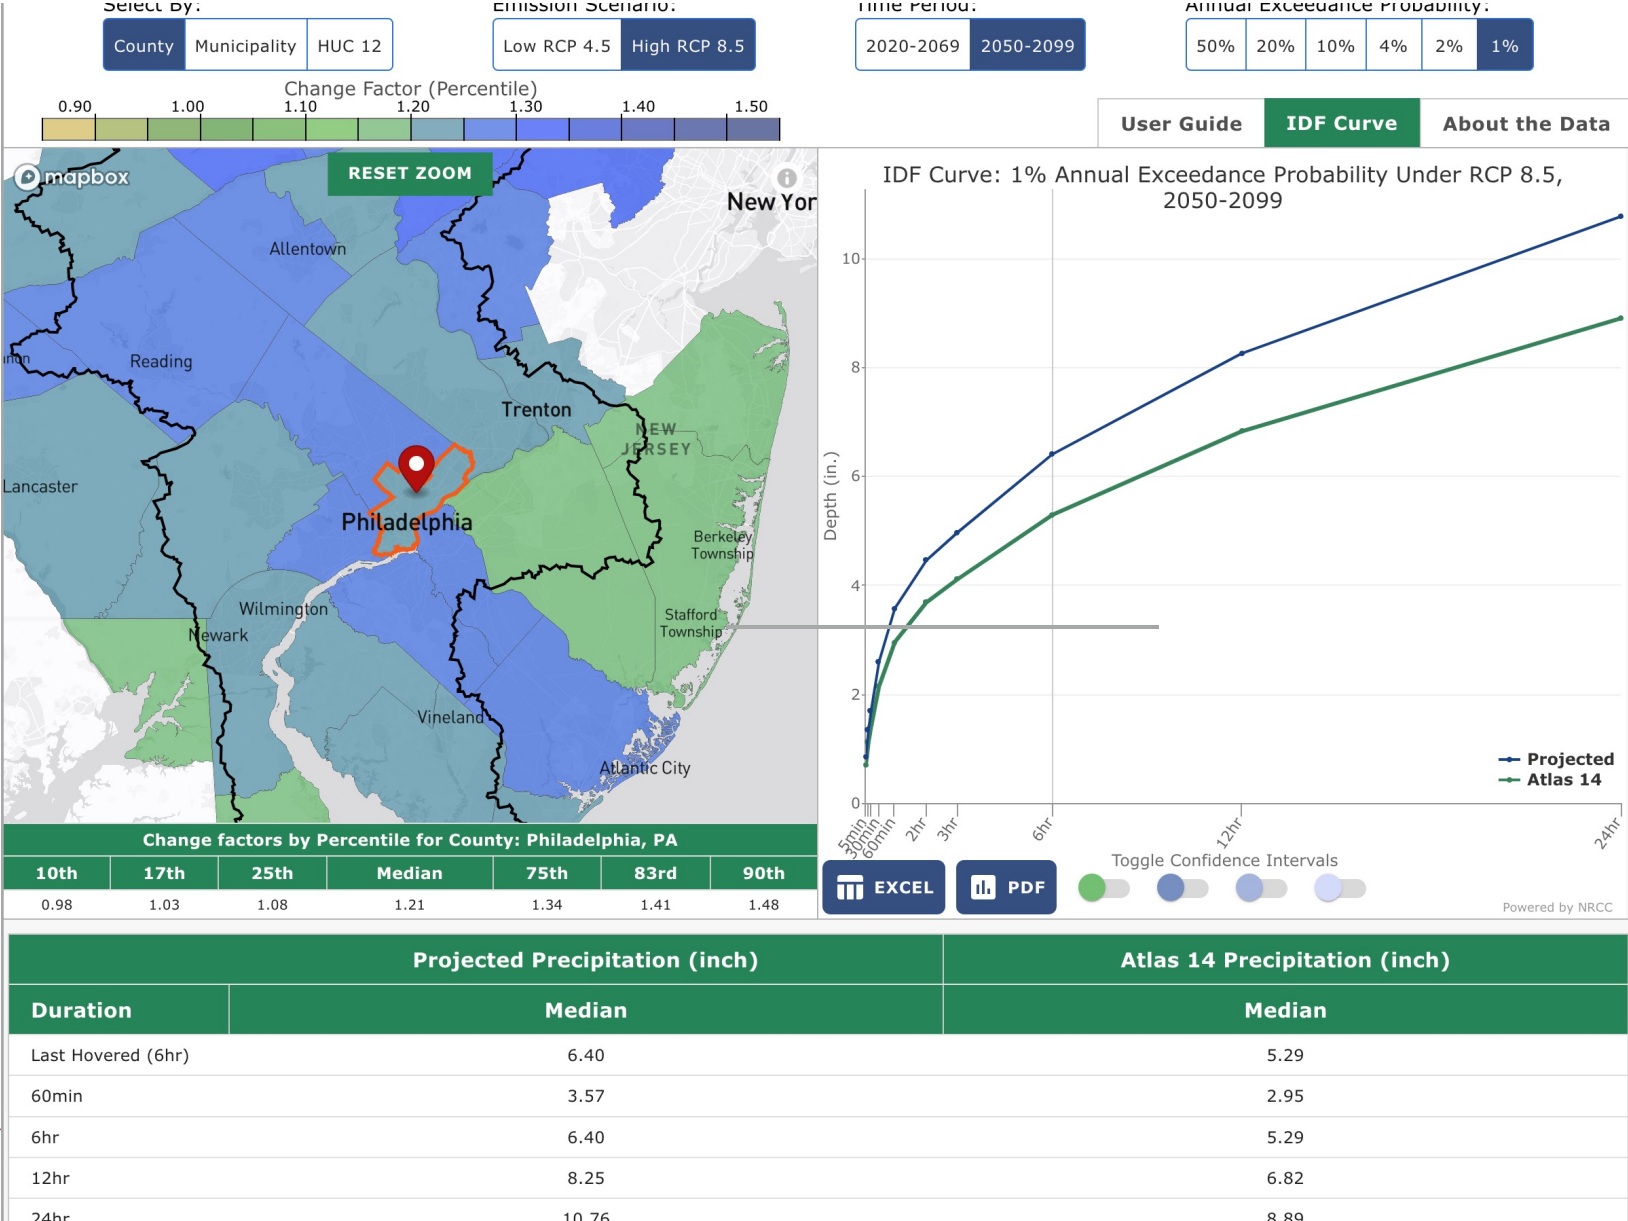 Select By:
Emission Scenario:
Time Period:
Annual Exceedance Probability:
County
Municipality
HUC 12
Low RCP 4.5
High RCP 8.5
2020-2069
2050-2099
50%
20%
10%
4%
2%
1%
Change Factor (Percentile)
0.90
1.00
1.10
1.20
1.30
1.40
1.50
User Guide
IDF Curve
About the Data
mapbox
RESET ZOOM
New Yor
Allentown
Reading
Trenton
NEW
JERSEY
Lancaster
Philadelphia
Berkeley
Township
Wilmington
Newark
Stafford
Township
Vineland
Atlantic City
IDF Curve: 1% Annual Exceedance Probability Under RCP 8.5,
2050-2099
Depth (in.)
10
8
6
4
2
0
5min
30min
60min
2hr
3hr
6hr
12hr
24hr
Projected
Atlas 14
Change factors by Percentile for County: Philadelphia, PA
10th
17th
25th
Median
75th
83rd
90th
0.98
1.03
1.08
1.21
1.34
1.41
1.48
EXCEL
PDF
Toggle Confidence Intervals
Powered by NRCC
Projected Precipitation (inch)
Atlas 14 Precipitation (inch)
Duration
Median
Median
Last Hovered (6hr)
6.40
5.29
60min
3.57
2.95
6hr
6.40
5.29
12hr
8.25
6.82
24hr
10.76
8.89